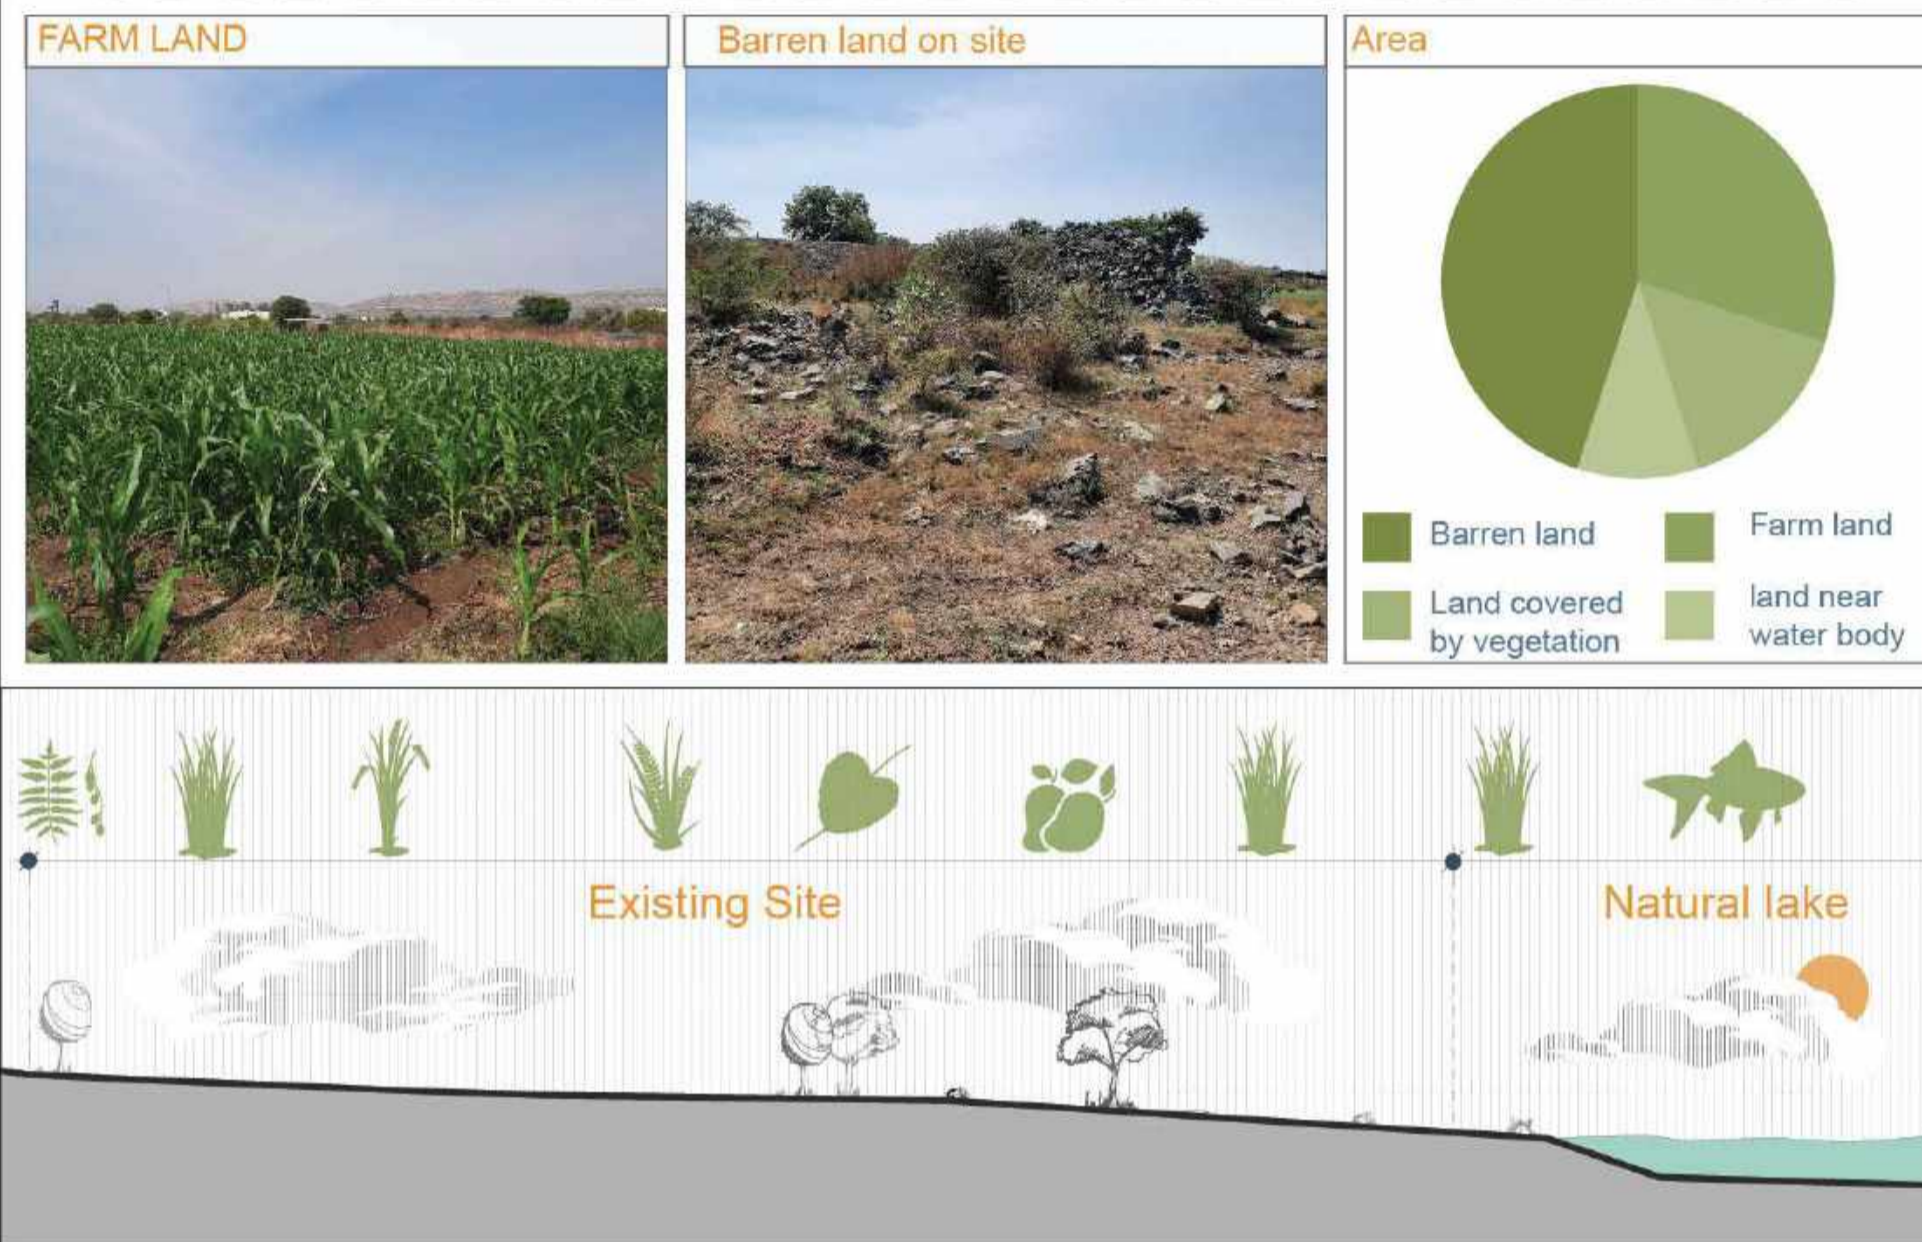 FARM LAND
Barren land on site
Area
Barren land
Farm land
Land covered
by vegetation
land near
water body
Existing Site
Natural lake